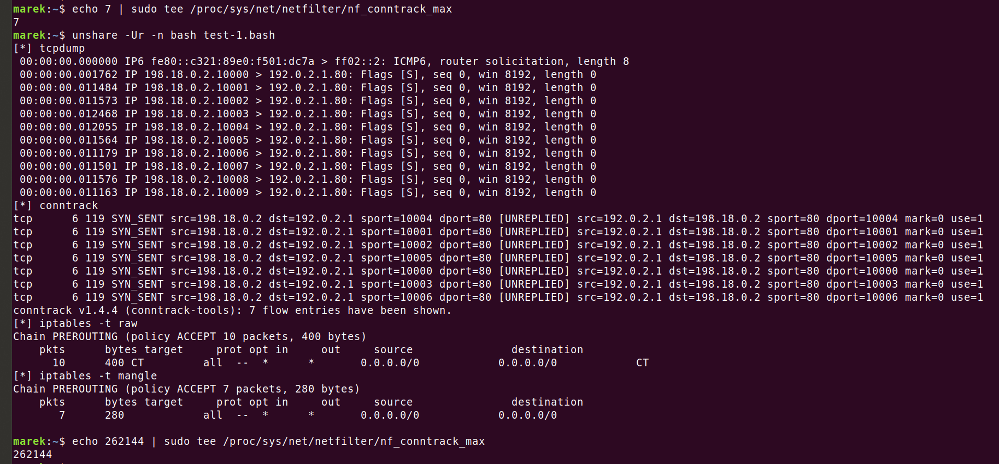 marek:~$ echo 7 | sudo tee /proc/sys/net/netfilter/nf_conntrack_max
7
marek:~$ unshare -Ur -n bash test-1.bash
[*] tcpdump
 00:00:00.000000 IP6 fe80::c321:89e0:f501:dc7a > ff02::2: ICMP6, router solicitation, length 8
 00:00:00.001762 IP 198.18.0.2.10000 > 192.0.2.1.80: Flags [S], seq 0, win 8192, length 0
 00:00:00.011484 IP 198.18.0.2.10001 > 192.0.2.1.80: Flags [S], seq 0, win 8192, length 0
 00:00:00.011573 IP 198.18.0.2.10002 > 192.0.2.1.80: Flags [S], seq 0, win 8192, length 0
 00:00:00.012468 IP 198.18.0.2.10003 > 192.0.2.1.80: Flags [S], seq 0, win 8192, length 0
 00:00:00.012055 IP 198.18.0.2.10004 > 192.0.2.1.80: Flags [S], seq 0, win 8192, length 0
 00:00:00.011564 IP 198.18.0.2.10005 > 192.0.2.1.80: Flags [S], seq 0, win 8192, length 0
 00:00:00.011179 IP 198.18.0.2.10006 > 192.0.2.1.80: Flags [S], seq 0, win 8192, length 0
 00:00:00.011501 IP 198.18.0.2.10007 > 192.0.2.1.80: Flags [S], seq 0, win 8192, length 0
 00:00:00.011576 IP 198.18.0.2.10008 > 192.0.2.1.80: Flags [S], seq 0, win 8192, length 0
 00:00:00.011163 IP 198.18.0.2.10009 > 192.0.2.1.80: Flags [S], seq 0, win 8192, length 0
[*] conntrack
tcp      6 119 SYN_SENT src=198.18.0.2 dst=192.0.2.1 sport=10004 dport=80 [UNREPLIED] src=192.0.2.1 dst=198.18.0.2 sport=80 dport=10004 mark=0 use=1
tcp      6 119 SYN_SENT src=198.18.0.2 dst=192.0.2.1 sport=10001 dport=80 [UNREPLIED] src=192.0.2.1 dst=198.18.0.2 sport=80 dport=10001 mark=0 use=1
tcp      6 119 SYN_SENT src=198.18.0.2 dst=192.0.2.1 sport=10002 dport=80 [UNREPLIED] src=192.0.2.1 dst=198.18.0.2 sport=80 dport=10002 mark=0 use=1
tcp      6 119 SYN_SENT src=198.18.0.2 dst=192.0.2.1 sport=10005 dport=80 [UNREPLIED] src=192.0.2.1 dst=198.18.0.2 sport=80 dport=10005 mark=0 use=1
tcp      6 119 SYN_SENT src=198.18.0.2 dst=192.0.2.1 sport=10000 dport=80 [UNREPLIED] src=192.0.2.1 dst=198.18.0.2 sport=80 dport=10000 mark=0 use=1
tcp      6 119 SYN_SENT src=198.18.0.2 dst=192.0.2.1 sport=10003 dport=80 [UNREPLIED] src=192.0.2.1 dst=198.18.0.2 sport=80 dport=10003 mark=0 use=1
tcp      6 119 SYN_SENT src=198.18.0.2 dst=192.0.2.1 sport=10006 dport=80 [UNREPLIED] src=192.0.2.1 dst=198.18.0.2 sport=80 dport=10006 mark=0 use=1
conntrack v1.4.4 (conntrack-tools): 7 flow entries have been shown.
[*] iptables -t raw
Chain PREROUTING (policy ACCEPT 10 packets, 400 bytes)
    pkts      bytes target     prot opt in     out     source               destination
      10      400 CT         all  --  *      *       0.0.0.0/0            0.0.0.0/0            CT
[*] iptables -t mangle
Chain PREROUTING (policy ACCEPT 7 packets, 280 bytes)
    pkts      bytes target     prot opt in     out     source               destination
       7      280            all  --  *      *       0.0.0.0/0            0.0.0.0/0
marek:~$ echo 262144 | sudo tee /proc/sys/net/netfilter/nf_conntrack_max
262144